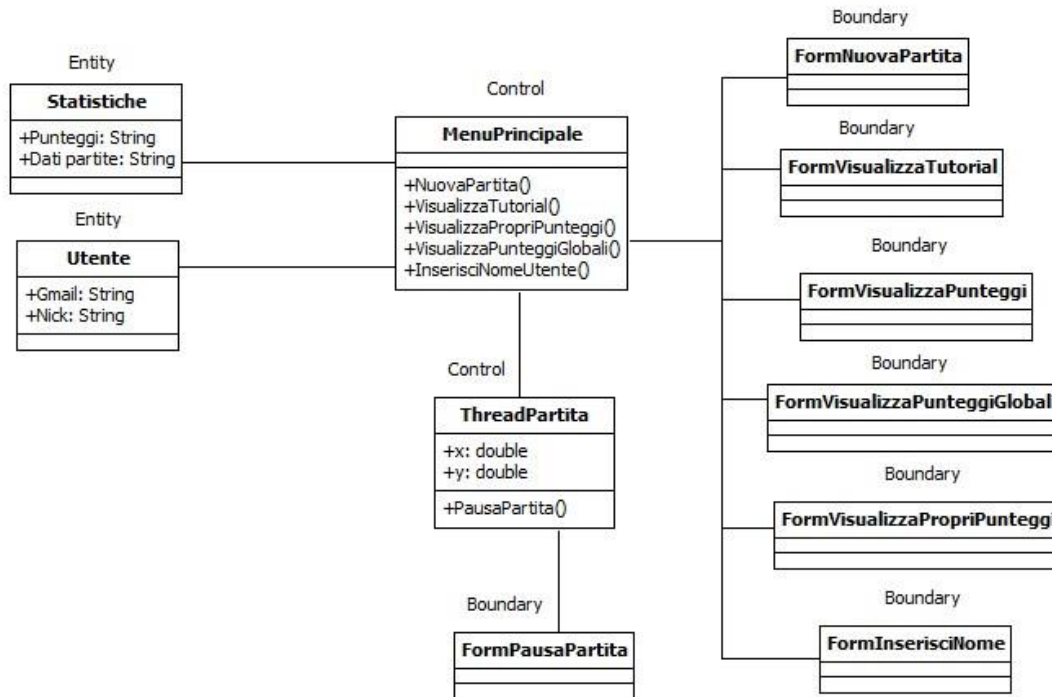 Entity
Statistiche
+Punteggi: String
+Dati partite: String
Entity
Utente
+Gmail: String
+Nick: String
Control
MenuPrincipale
+NuovaPartita()
+VisualizzaTutorial()
+VisualizzaPropriPunteggi()
+VisualizzaPunteggiGlobali()
+InserisciNomeUtente()
Control
ThreadPartita
+x: double
+y: double
+PausaPartita()
Boundary
FormPausaPartita
Boundary
FormNuovaPartita
Boundary
FormVisualizzaTutorial
Boundary
FormVisualizzaPunteggi
Boundary
FormVisualizzaPunteggiGlobali
Boundary
FormVisualizzaPropriPunteggi
Boundary
FormInserisciNome